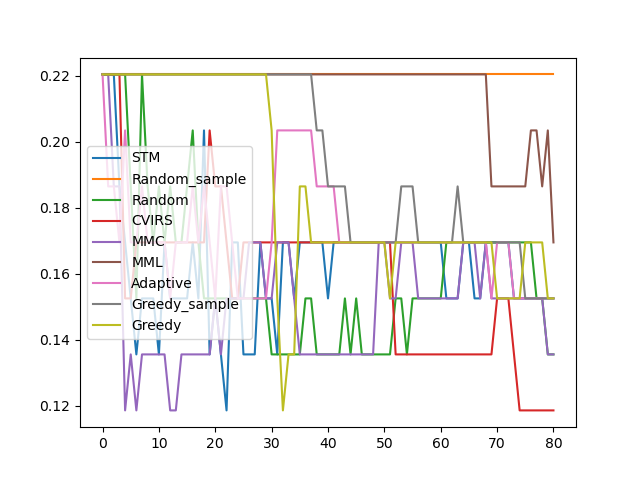 0.22
0.20
0.18
0.16
0.14
0.12
STM
Random_sample
Random
CVIRS
MMC
MML
Adaptive
Greedy_sample
Greedy
0 10 20 30 40 50 60 70 80